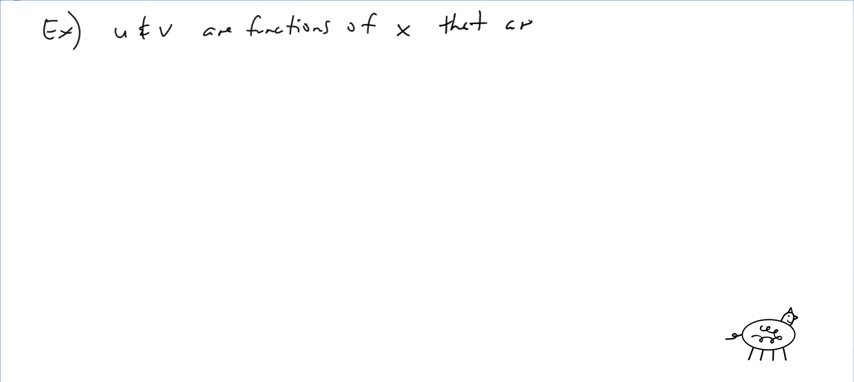 Ex) u & v are functions of x that ar